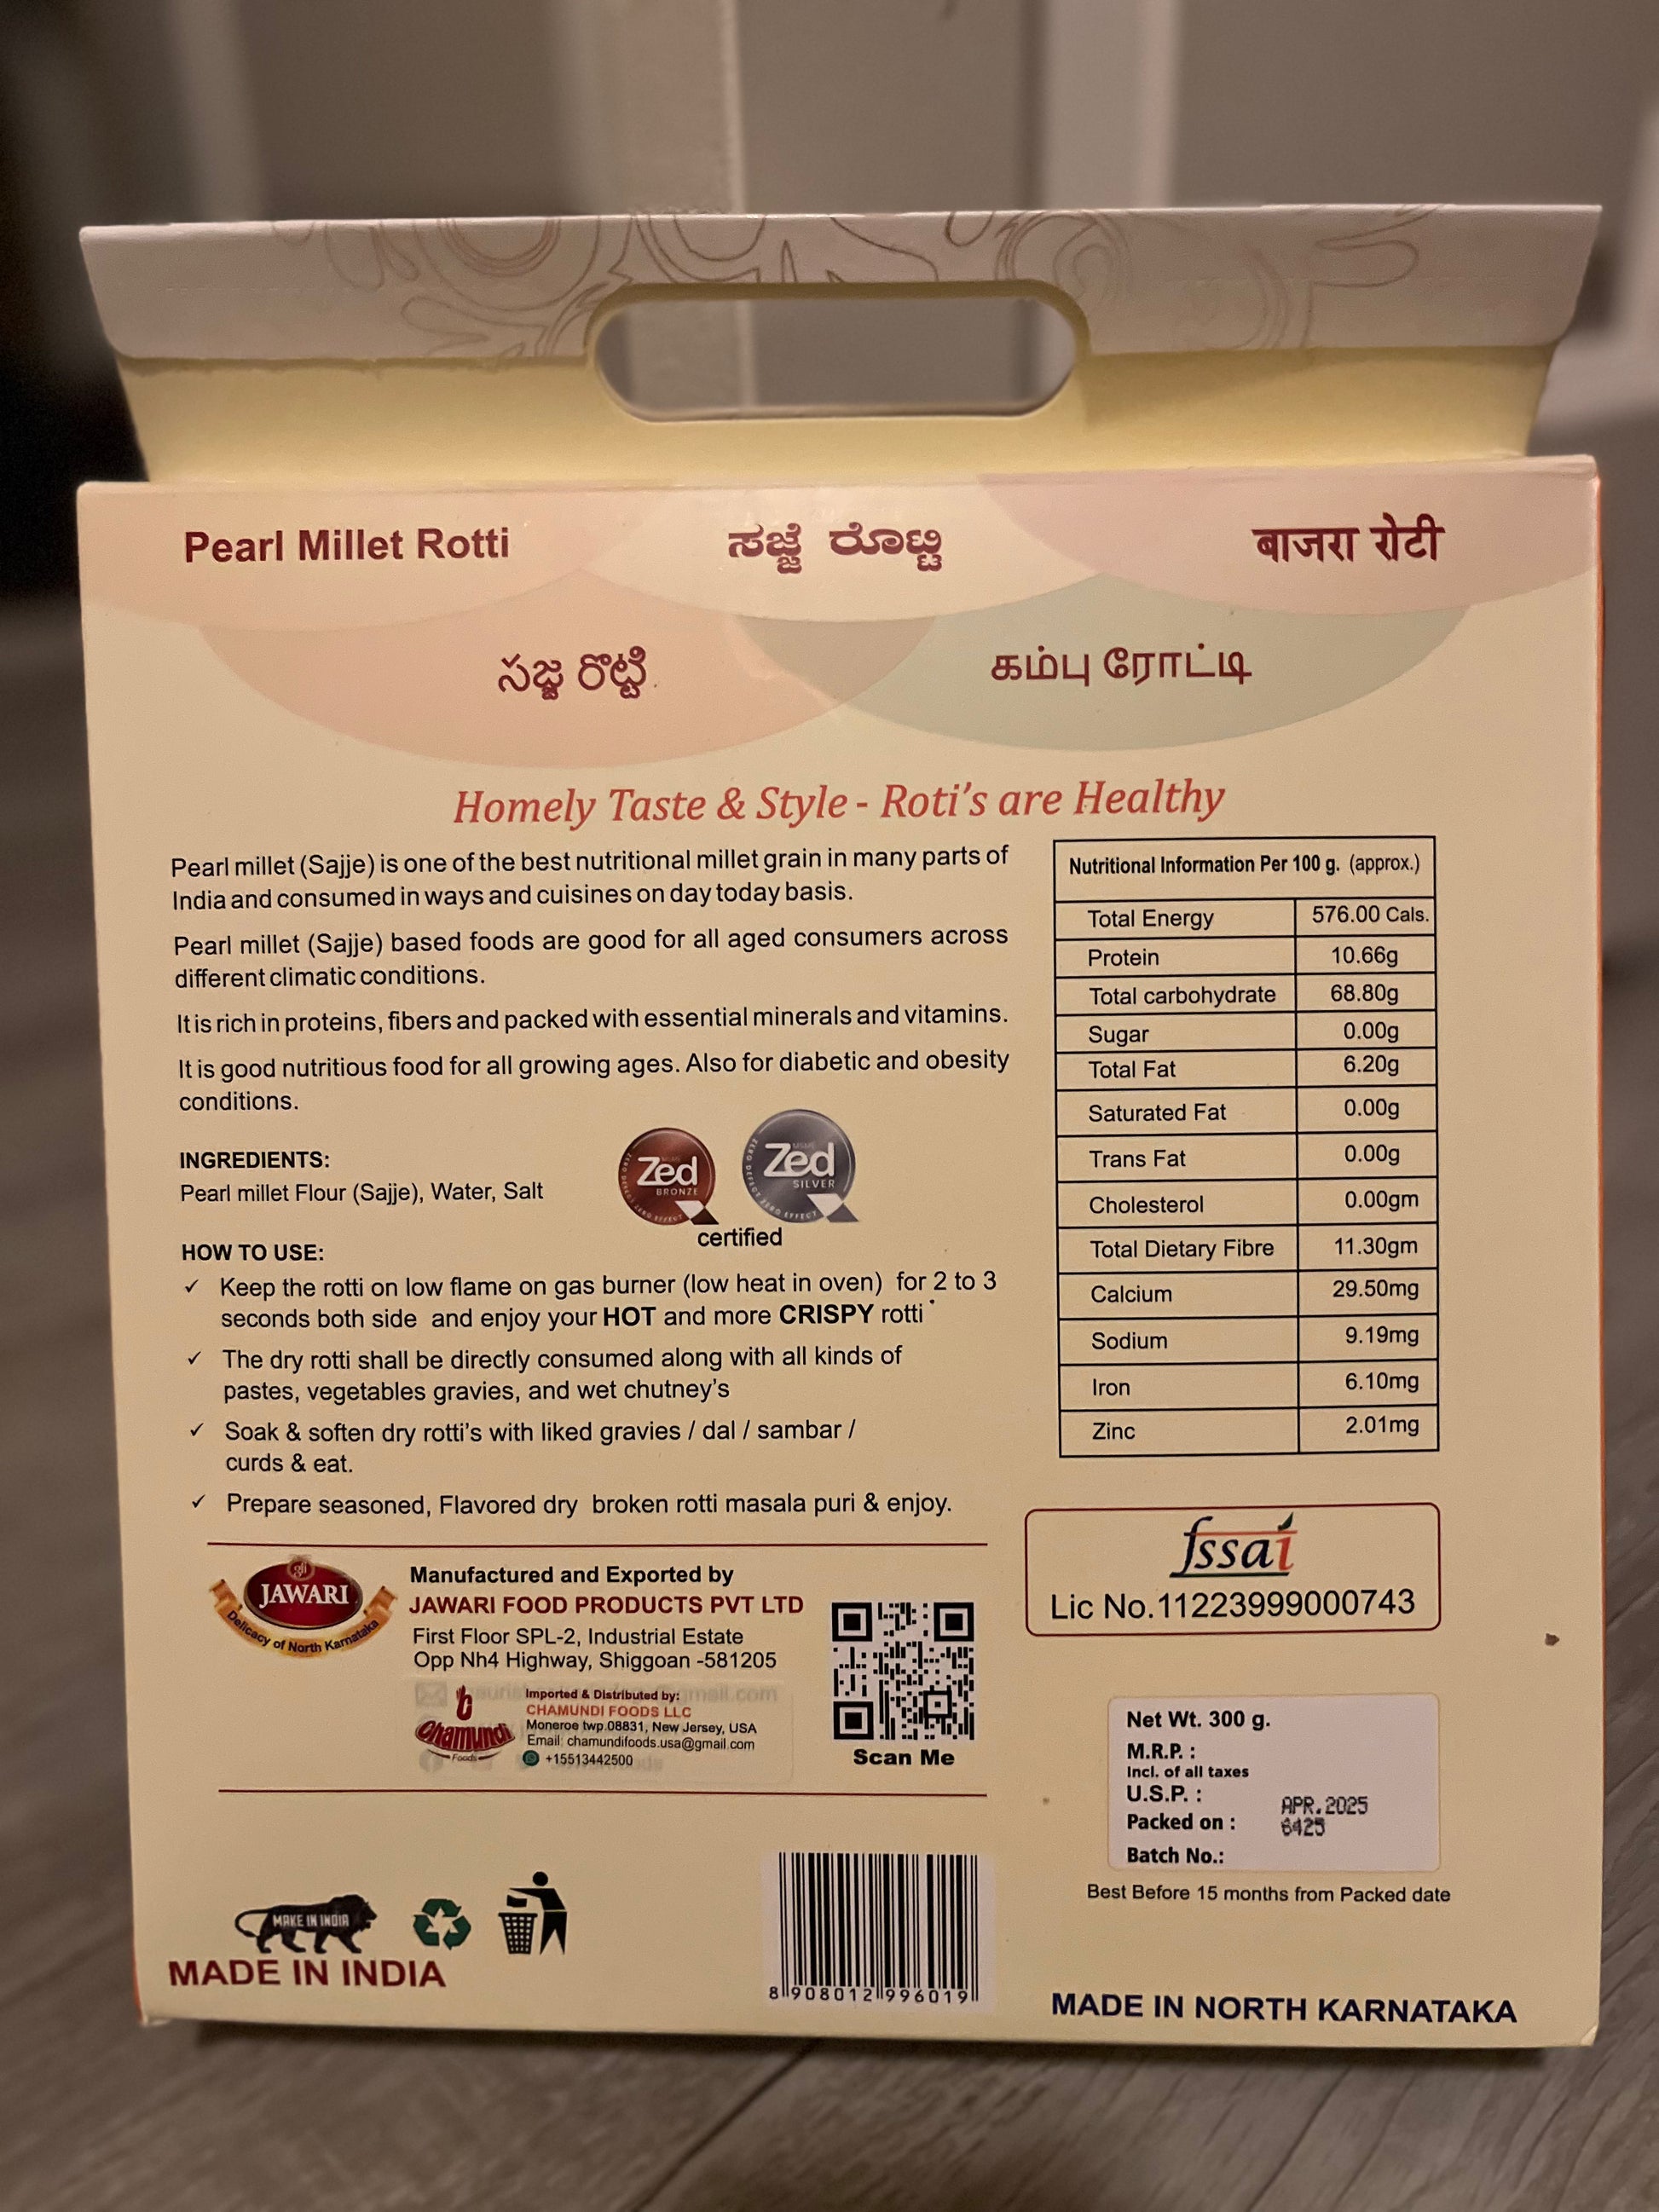 Pearl Millet Rotti
ಸಜ್ಜೆ ರೊಟ್ಟಿ
बाजरा रोटी
సజ్జ రొట్టి
கம்பு ரோட்டி
Homely Taste & Style - Roti's are Healthy
Pearl millet (Sajje) is one of the best nutritional millet grain in many parts of
India and consumed in ways and cuisines on day today basis.
Pearl millet (Sajje) based foods are good for all aged consumers across
different climatic conditions.
It is rich in proteins, fibers and packed with essential minerals and vitamins.
It is good nutritious food for all growing ages. Also for diabetic and obesity
conditions.
INGREDIENTS:
Pearl millet Flour (Sajje), Water, Salt
Zed
BRONZE
Zed
SILVER
certified
HOW TO USE:
✓ Keep the rotti on low flame on gas burner (low heat in oven) for 2 to 3
seconds both side and enjoy your HOT and more CRISPY rotti
✓ The dry rotti shall be directly consumed along with all kinds of
pastes, vegetables gravies, and wet chutney's
✓ Soak & soften dry rotti's with liked gravies / dal / sambar /
curds & eat.
✓ Prepare seasoned, Flavored dry broken rotti masala puri & enjoy.
Nutritional Information Per 100 g. (approx.)
Total Energy 576.00 Cals.
Protein 10.66g
Total carbohydrate 68.80g
Sugar 0.00g
Total Fat 6.20g
Saturated Fat 0.00g
Trans Fat 0.00g
Cholesterol 0.00gm
Total Dietary Fibre 11.30gm
Calcium 29.50mg
Sodium 9.19mg
Iron 6.10mg
Zinc 2.01mg
JAWARI
Delicacy of North Karnataka
Manufactured and Exported by
JAWARI FOOD PRODUCTS PVT LTD
First Floor SPL-2, Industrial Estate
Opp Nh4 Highway, Shiggoan -581205
Chamundi
Foods
Imported & Distributed by:
CHAMUNDI FOODS LLC
Moneroe twp.08831, New Jersey, USA
Email: chamundifoods.usa@gmail.com
+15513442500
Scan Me
fssai
Lic No.11223999000743
Net Wt. 300 g.
M.R.P. :
Incl. of all taxes
U.S.P. :
Packed on : APR.2025
6425
Batch No.:
Best Before 15 months from Packed date
MAKE IN INDIA
MADE IN INDIA
8 908012 996019
MADE IN NORTH KARNATAKA